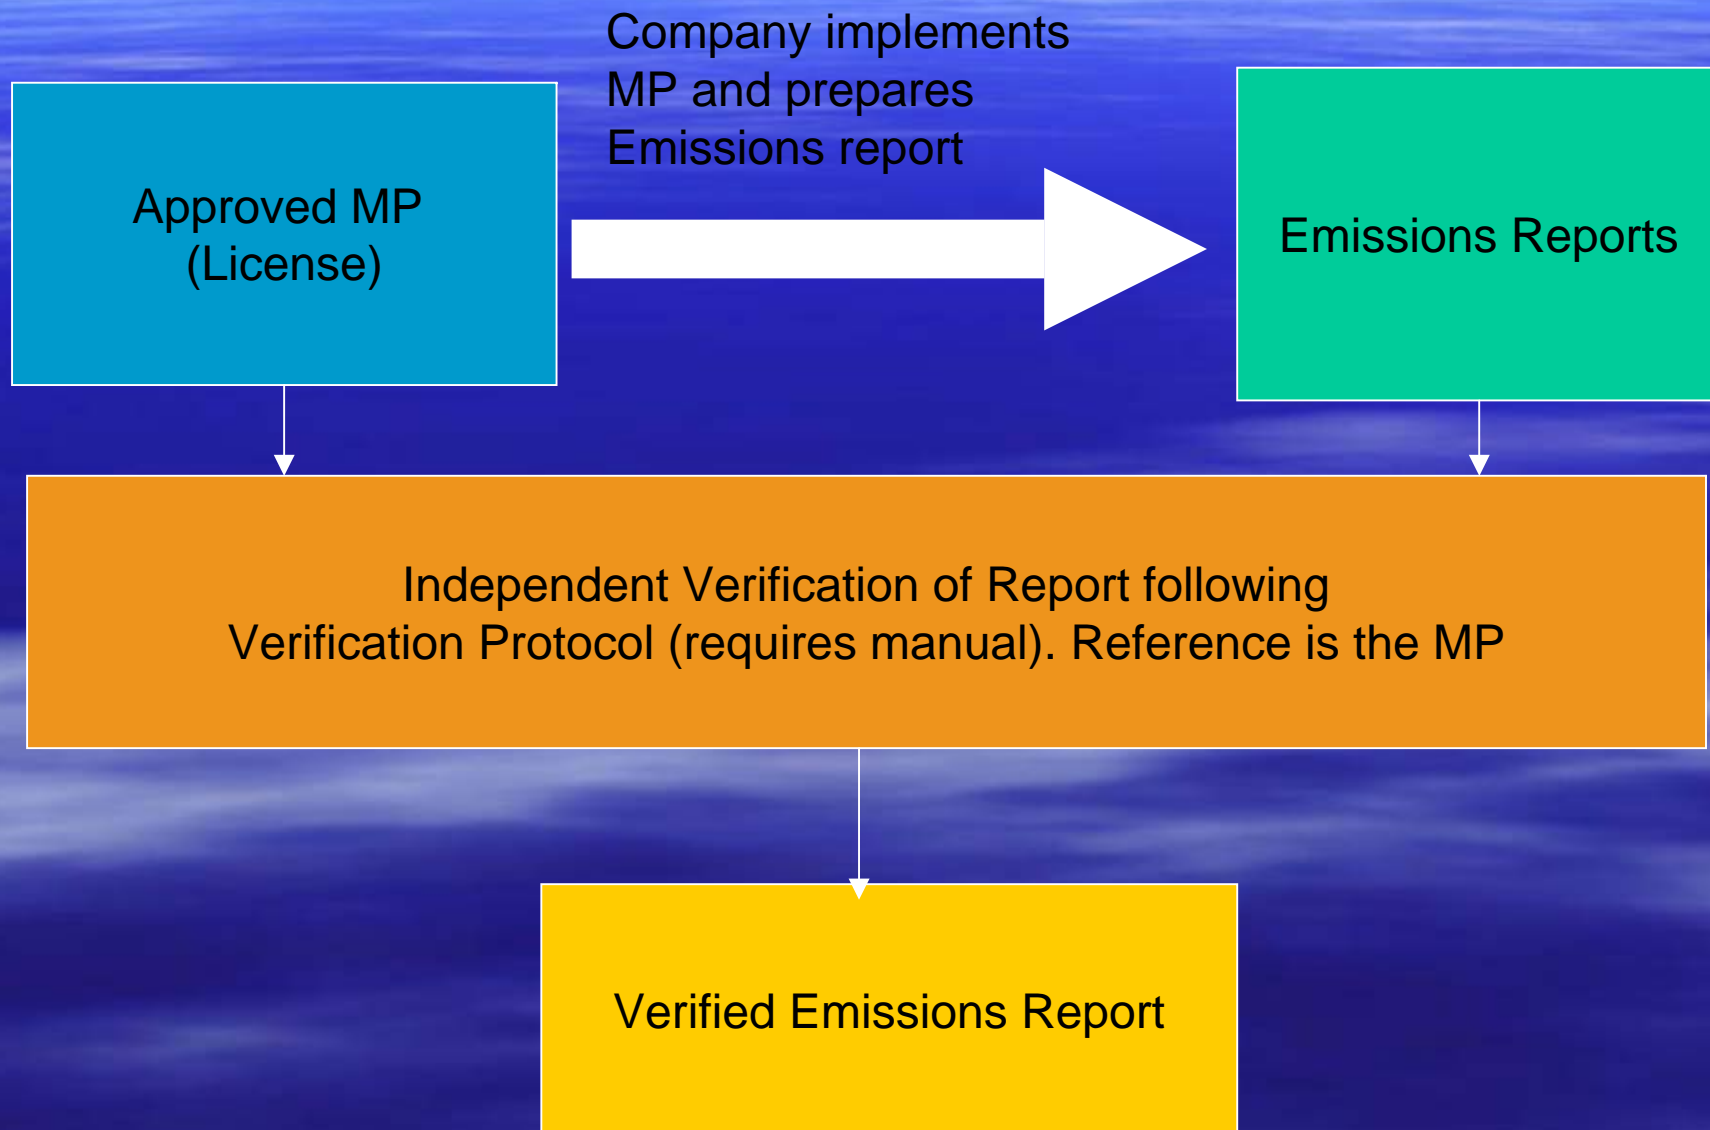 Company implements
MP and prepares
Emissions report
Approved MP
(License)
Emissions Reports
Independent Verification of Report following
Verification Protocol (requires manual). Reference is the MP
Verified Emissions Report